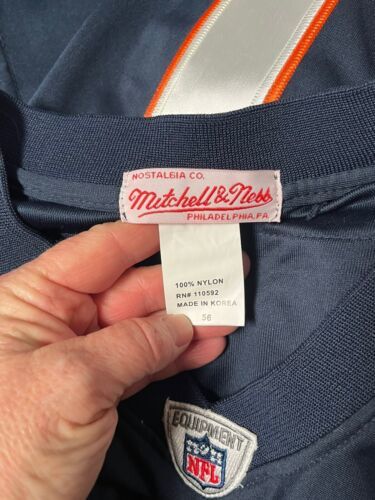 NOSTALGIA CO.
Mitchell & Ness
PHILADELPHIA, PA.
100% NYLON
RN# 110592
MADE IN KOREA
56
EQUIPMENT
NFL